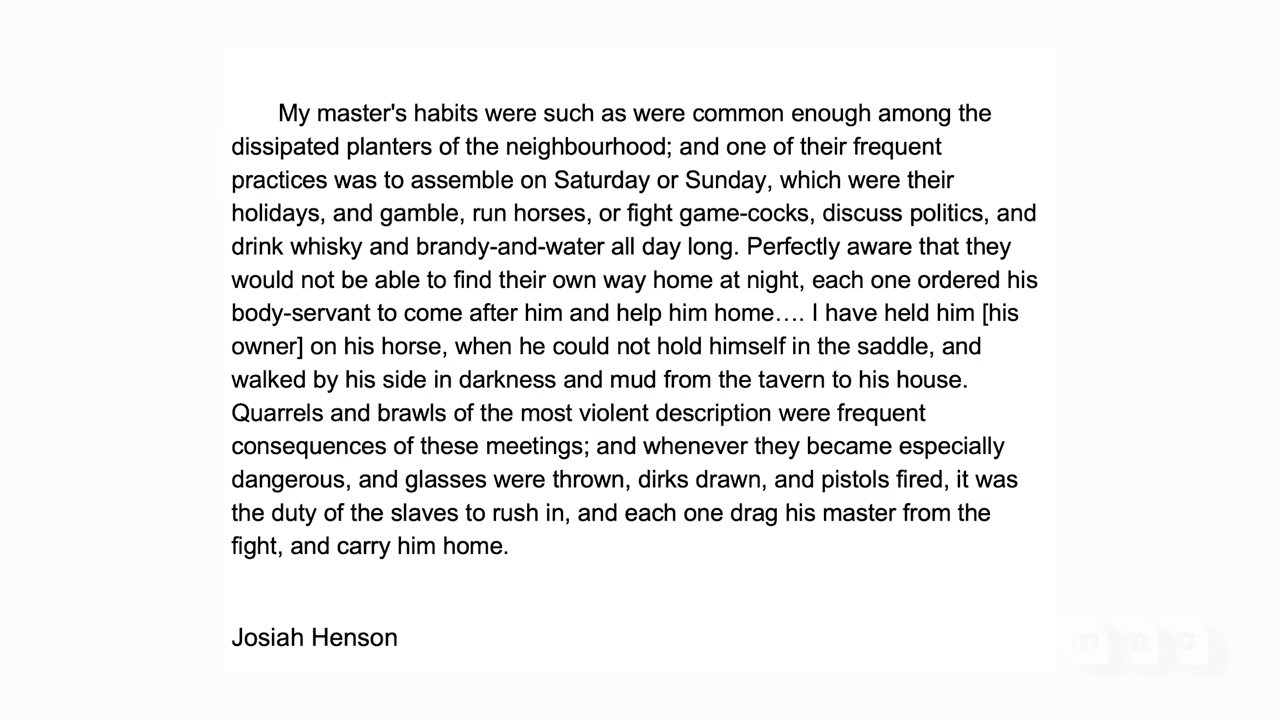 My master's habits were such as were common enough among the
dissipated planters of the neighbourhood; and one of their frequent
practices was to assemble on Saturday or Sunday, which were their
holidays, and gamble, run horses, or fight game-cocks, discuss politics, and
drink whisky and brandy-and-water all day long. Perfectly aware that they
would not be able to find their own way home at night, each one ordered his
body-servant to come after him and help him home…. I have held him [his
owner] on his horse, when he could not hold himself in the saddle, and
walked by his side in darkness and mud from the tavern to his house.
Quarrels and brawls of the most violent description were frequent
consequences of these meetings; and whenever they became especially
dangerous, and glasses were thrown, dirks drawn, and pistols fired, it was
the duty of the slaves to rush in, and each one drag his master from the
fight, and carry him home.
Josiah Henson
mnc